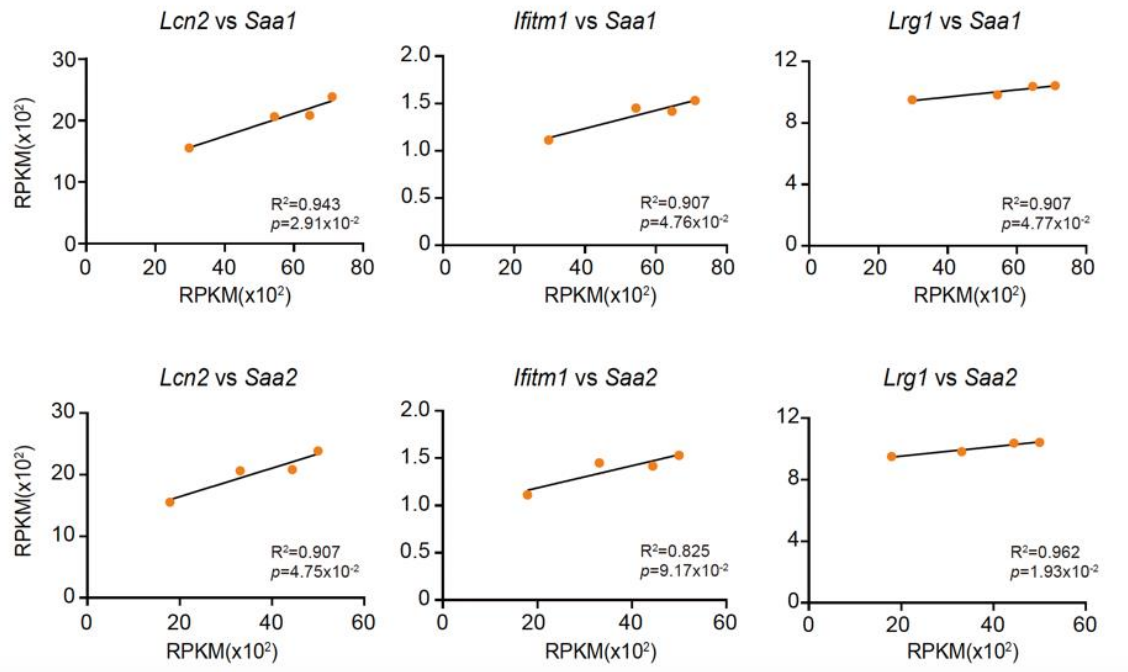 Lcn2 vs Saa1
Ifitm1 vs Saa1
Lrg1 vs Saa1
RPKM(x10²)
30
20
10
0
R²=0.943
p=2.91x10⁻²
0 20 40 60 80
RPKM(x10²)
2.0
1.5
1.0
0.5
0
R²=0.907
p=4.76x10⁻²
0 20 40 60 80
RPKM(x10²)
12
8
4
0
R²=0.907
p=4.77x10⁻²
0 20 40 60 80
RPKM(x10²)
Lcn2 vs Saa2
Ifitm1 vs Saa2
Lrg1 vs Saa2
RPKM(x10²)
30
20
10
0
R²=0.907
p=4.75x10⁻²
0 20 40 60
RPKM(x10²)
2.0
1.5
1.0
0.5
0
R²=0.825
p=9.17x10⁻²
0 20 40 60
RPKM(x10²)
12
8
4
0
R²=0.962
p=1.93x10⁻²
0 20 40 60
RPKM(x10²)